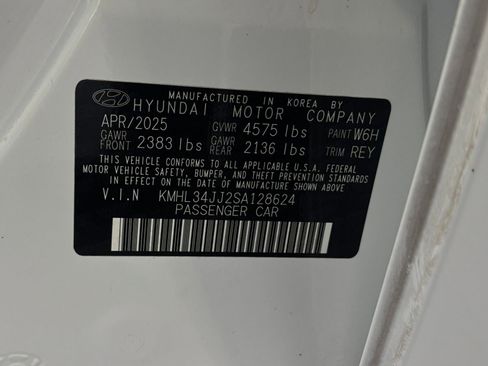 MANUFACTURED IN KOREA BY
HYUNDAI MOTOR COMPANY
APR/2025 GVWR 4575 lbs PAINT W6H
GAWR FRONT 2383 lbs GAWR REAR 2136 lbs TRIM REY
THIS VEHICLE CONFORMS TO ALL APPLICABLE U.S.A. FEDERAL
MOTOR VEHICLE SAFETY, BUMPER, AND THEFT PREVENTION STANDARDS
IN EFFECT ON THE DATE OF MANUFACTURE SHOWN ABOVE.
V.I.N KMHL34JJ2SA128624
PASSENGER CAR